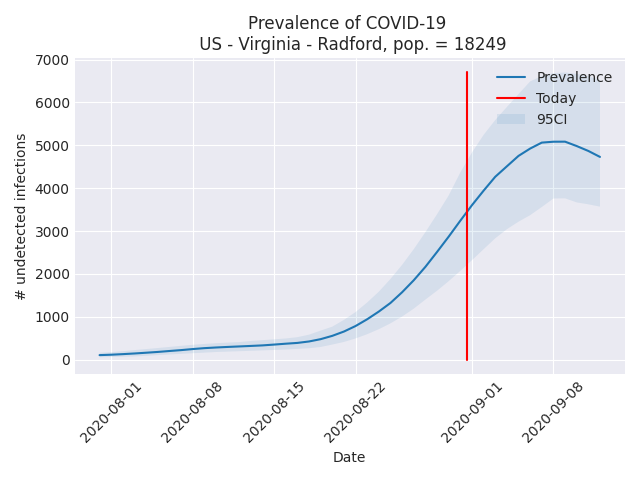 Prevalence of COVID-19
US - Virginia - Radford, pop. = 18249
7000
6000
5000
4000
3000
2000
1000
0
# undetected infections
Prevalence
Today
95CI
2020-08-01
2020-08-08
2020-08-15
2020-08-22
2020-09-01
2020-09-08
Date